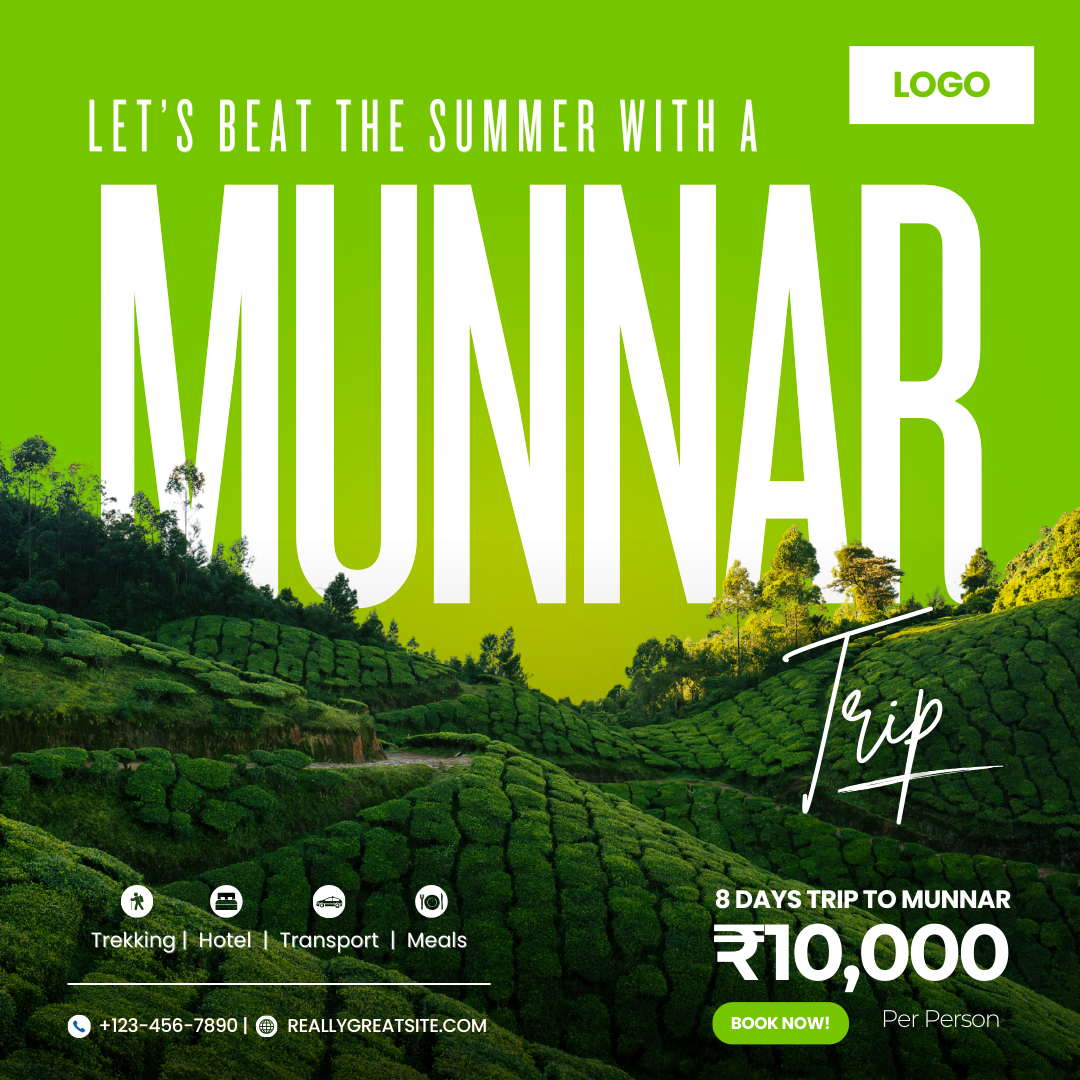 LOGO
LET'S BEAT THE SUMMER WITH A
MUNNAR
Trip
Trekking | Hotel | Transport | Meals
+123-456-7890 | REALLYGREATSITE.COM
8 DAYS TRIP TO MUNNAR
₹10,000
BOOK NOW! Per Person